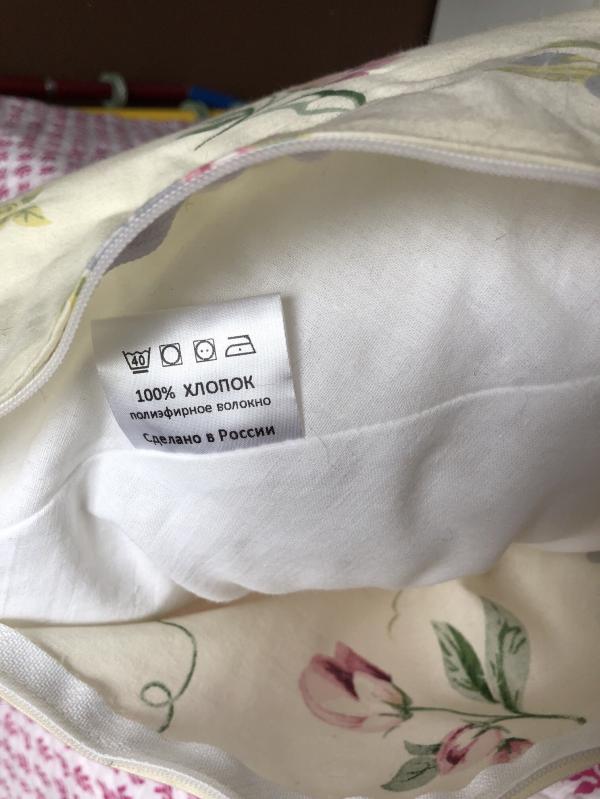 40
100% ХЛОПОК
полиэфирное волокно
Сделано в России